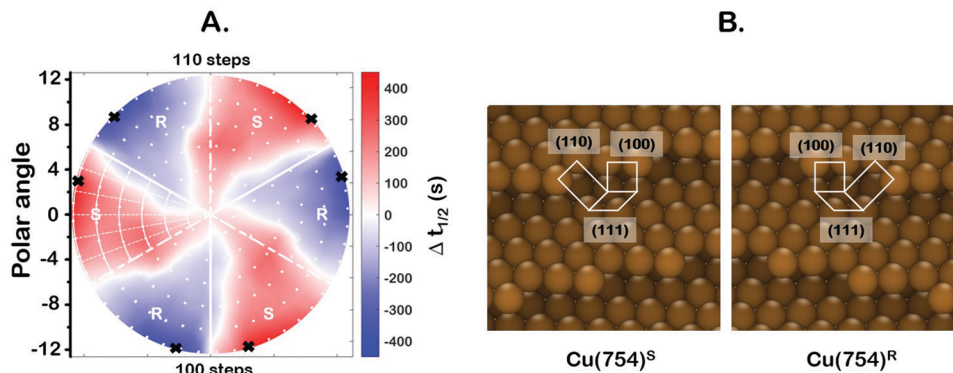 A.
B.
110 steps
Polar angle
12
8
4
0
-4
-8
-12
R
S
S
R
R
S
100 steps
400
300
200
100
0
-100
-200
-300
-400
Δ t1/2 (s)
(110)
(100)
(111)
(100)
(110)
(111)
Cu(754)S
Cu(754)R